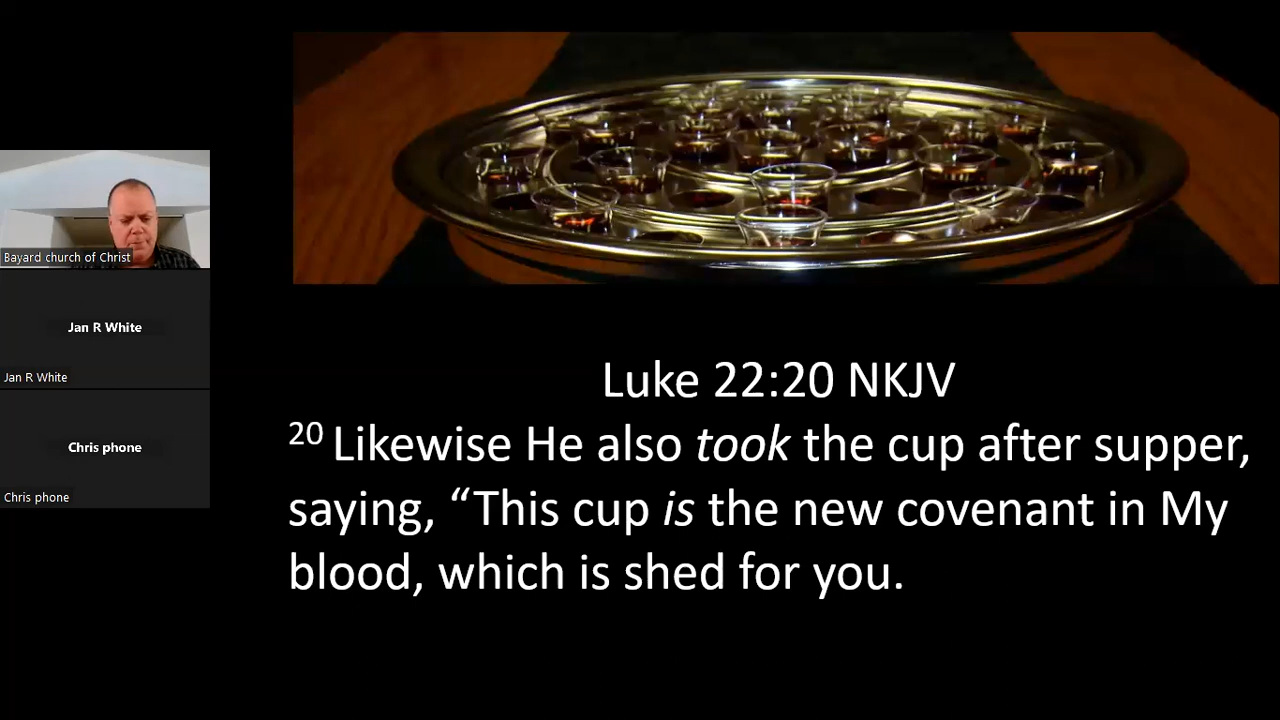 Bayard church of Christ
Jan R White
Jan R White
Chris phone
Chris phone
Luke 22:20 NKJV
20 Likewise He also took the cup after supper,
saying, “This cup is the new covenant in My
blood, which is shed for you.